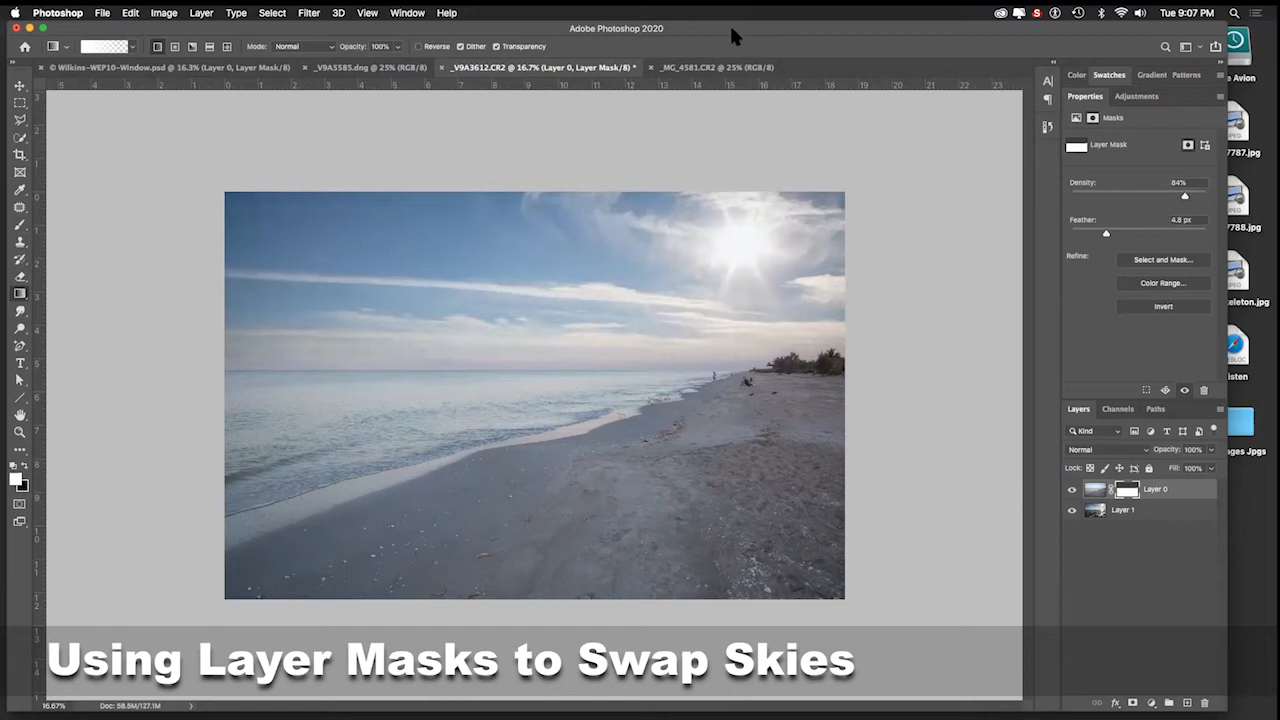 Photoshop File Edit Image Layer Type Select Filter 3D View Window Help Tue 9:07 PM
Adobe Photoshop 2020
Mode: Normal Opacity: 100% Reverse Dither Transparency
© Wilkins-WEP10-Window.psd @ 16.3% (Layer 0, Layer Mask/8) _V9A5585.dng @ 25% (RGB/8) _V9A3612.CR2 @ 16.7% (Layer 0, Layer Mask/8) * _MG_4581.CR2 @ 25% (RGB/8)
Color Swatches Gradient Patterns
Properties Adjustments
Masks
Layer Mask
Density: 84%
Feather: 4.8 px
Refine: Select and Mask...
Color Range...
Invert
Layers Channels Paths
Kind
Normal Opacity: 100%
Lock: Fill: 100%
Layer 0
Layer 1
e Avion
7787.jpg
7788.jpg
eleton.jpg
isten
ages Jpgs
Using Layer Masks to Swap Skies
16.67% Doc: 58.5M/127.1M